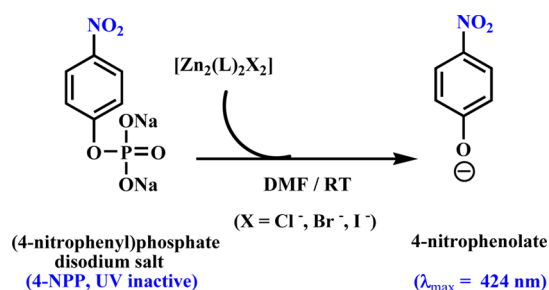 NO₂
[Zn₂(L)₂X₂]
NO₂
ONa
O-P=O
ONa
O
⊖
DMF / RT
(X = Cl ⁻, Br ⁻, I ⁻)
(4-nitrophenyl)phosphate
disodium salt
(4-NPP, UV inactive)
4-nitrophenolate
(λmax = 424 nm)